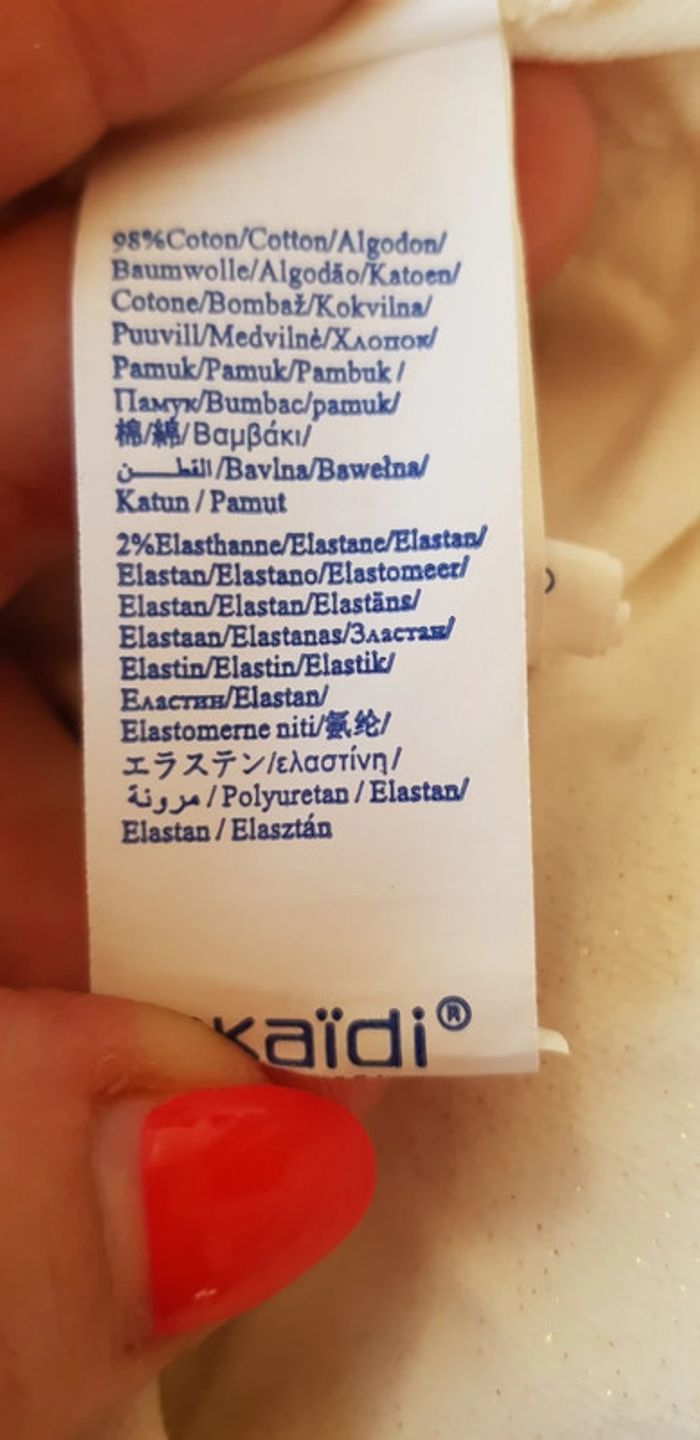 98%Coton/Cotton/Algodon/
Baumwolle/Algodão/Katoen/
Cotone/Bombaž/Kokvilna/
Puuvill/Medvilnė/Хлопок/
Pamuk/Pamuk/Pambuk /
Памук/Bumbac/pamuk/
棉/綿/Βαμβάκι/
القطــــن/Bavlna/Bawełna/
Katun / Pamut
2%Elasthanne/Elastane/Elastan/
Elastan/Elastano/Elastomeer/
Elastan/Elastan/Elastāns/
Elastaan/Elastanas/Эластан/
Elastin/Elastin/Elastik/
Еластин/Elastan/
Elastomerne niti/氨纶/
エラステン/ελαστίνη/
مرونة / Polyuretan / Elastan/
Elastan / Elasztán
kaïdi®